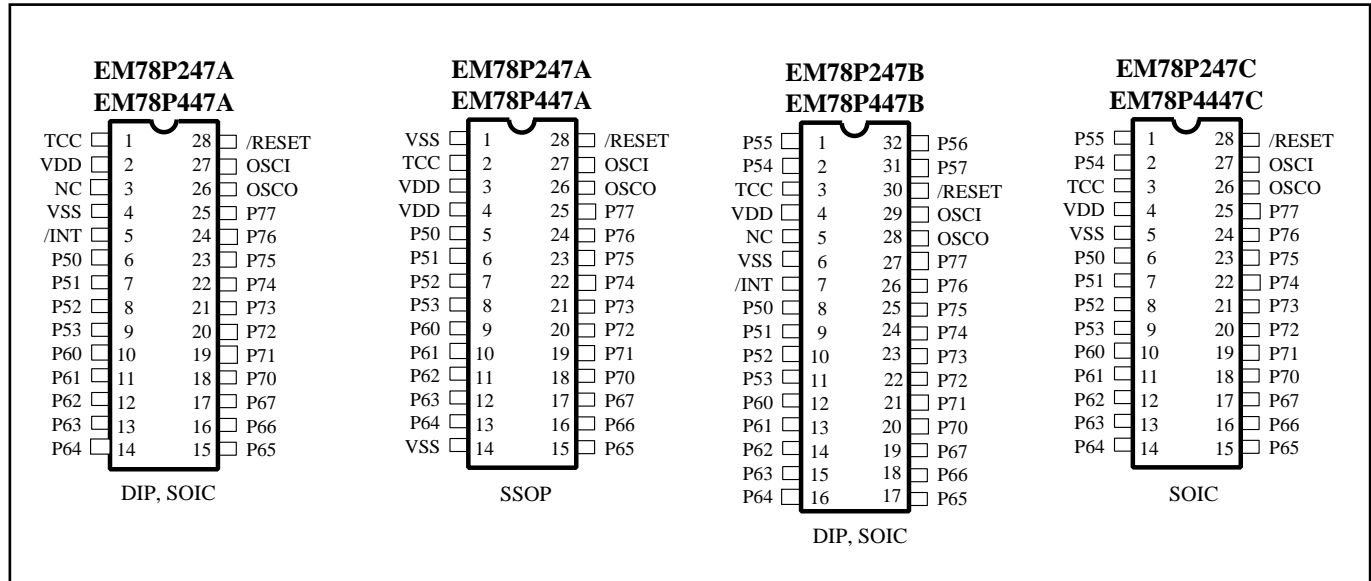 EM78P247A
EM78P447A
TCC 1 28 /RESET
VDD 2 27 OSCI
NC 3 26 OSCO
VSS 4 25 P77
/INT 5 24 P76
P50 6 23 P75
P51 7 22 P74
P52 8 21 P73
P53 9 20 P72
P60 10 19 P71
P61 11 18 P70
P62 12 17 P67
P63 13 16 P66
P64 14 15 P65
DIP, SOIC
EM78P247A
EM78P447A
VSS 1 28 /RESET
TCC 2 27 OSCI
VDD 3 26 OSCO
VDD 4 25 P77
P50 5 24 P76
P51 6 23 P75
P52 7 22 P74
P53 8 21 P73
P60 9 20 P72
P61 10 19 P71
P62 11 18 P70
P63 12 17 P67
P64 13 16 P66
VSS 14 15 P65
SSOP
EM78P247B
EM78P447B
P55 1 32 P56
P54 2 31 P57
TCC 3 30 /RESET
VDD 4 29 OSCI
NC 5 28 OSCO
VSS 6 27 P77
/INT 7 26 P76
P50 8 25 P75
P51 9 24 P74
P52 10 23 P73
P53 11 22 P72
P60 12 21 P71
P61 13 20 P70
P62 14 19 P67
P63 15 18 P66
P64 16 17 P65
DIP, SOIC
EM78P247C
EM78P4447C
P55 1 28 /RESET
P54 2 27 OSCI
TCC 3 26 OSCO
VDD 4 25 P77
VSS 5 24 P76
P50 6 23 P75
P51 7 22 P74
P52 8 21 P73
P53 9 20 P72
P60 10 19 P71
P61 11 18 P70
P62 12 17 P67
P63 13 16 P66
P64 14 15 P65
SOIC